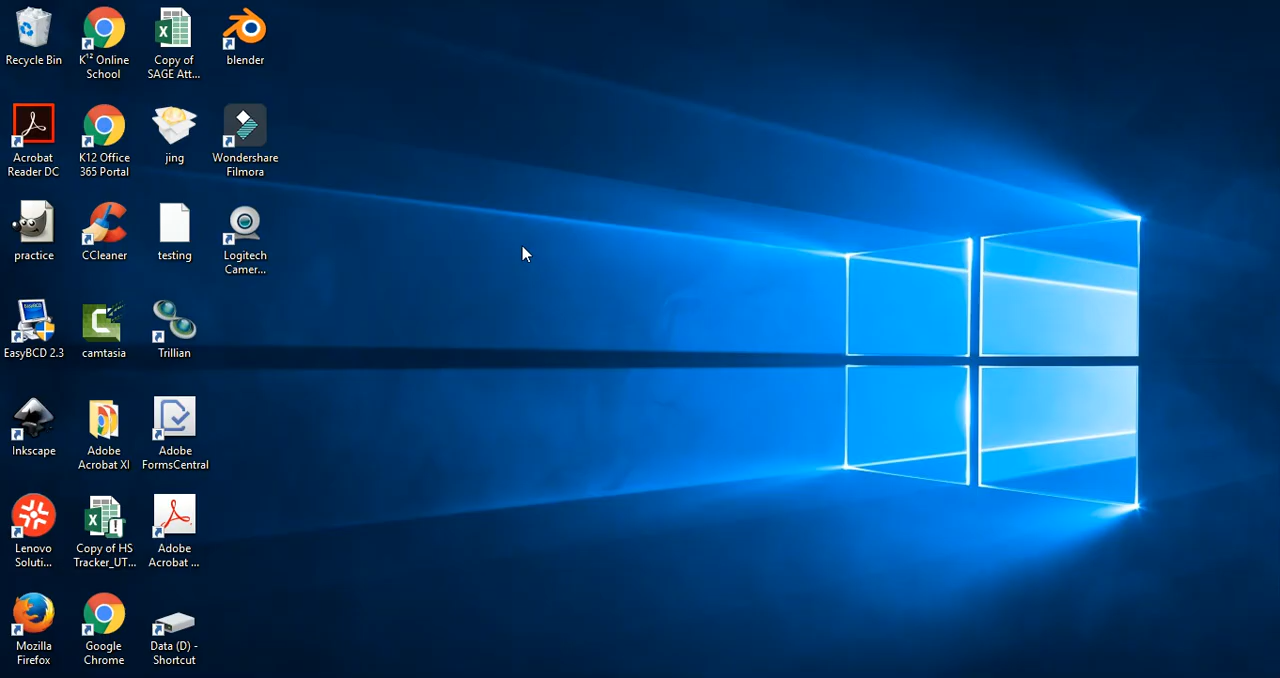 Recycle Bin
K¹² Online
School
Copy of
SAGE Att...
blender
Acrobat
Reader DC
K12 Office
365 Portal
jing
Wondershare
Filmora
practice
CCleaner
testing
Logitech
Camer...
EasyBCD 2.3
camtasia
Trillian
Inkscape
Adobe
Acrobat XI
Adobe
FormsCentral
Lenovo
Soluti...
Copy of HS
Tracker_UT...
Adobe
Acrobat ...
Mozilla
Firefox
Google
Chrome
Data (D) -
Shortcut